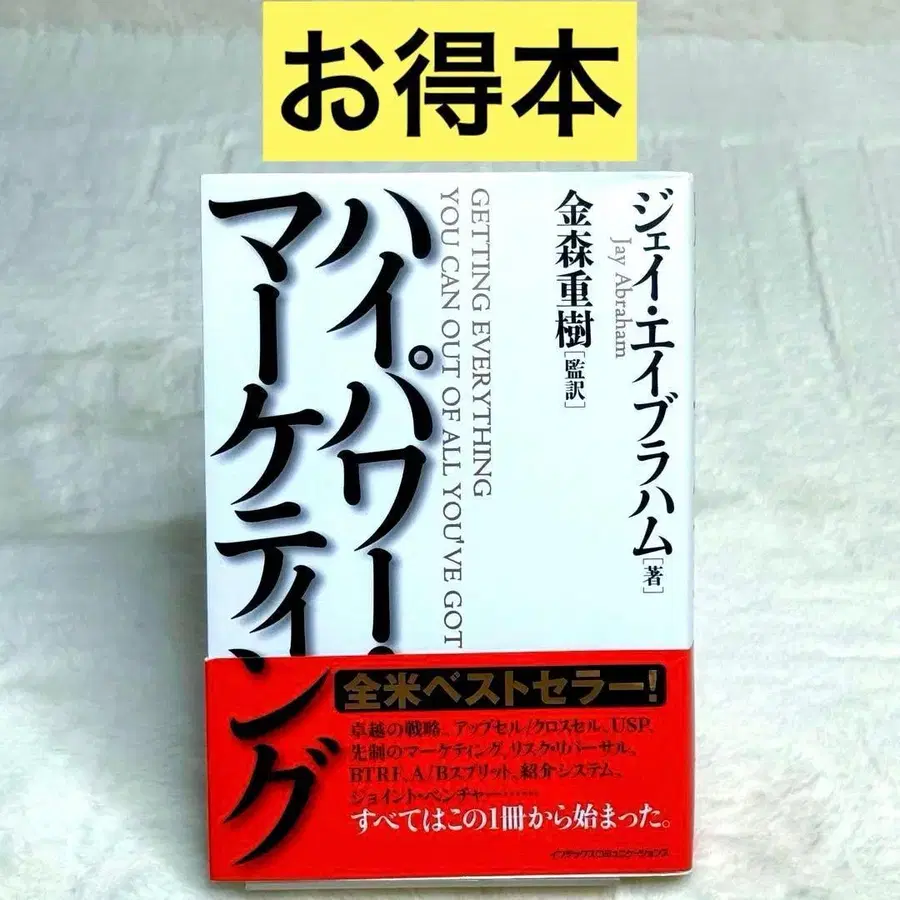 お得本
ジェイ・エイブラハム[著]
Jay Abraham
金森重樹[監訳]
GETTING EVERYTHING
YOU CAN OUT OF ALL YOU'VE GOT
ハイパワー・
マーケティング
全米ベストセラー!
卓越の戦略、アップセル/クロスセル、USP、
先制のマーケティング、リスク・リバーサル、
BTRF、A/Bスプリット、紹介システム、
ジョイント・ベンチャー……
すべてはこの1冊から始まった。
インデックス・コミュニケーションズ